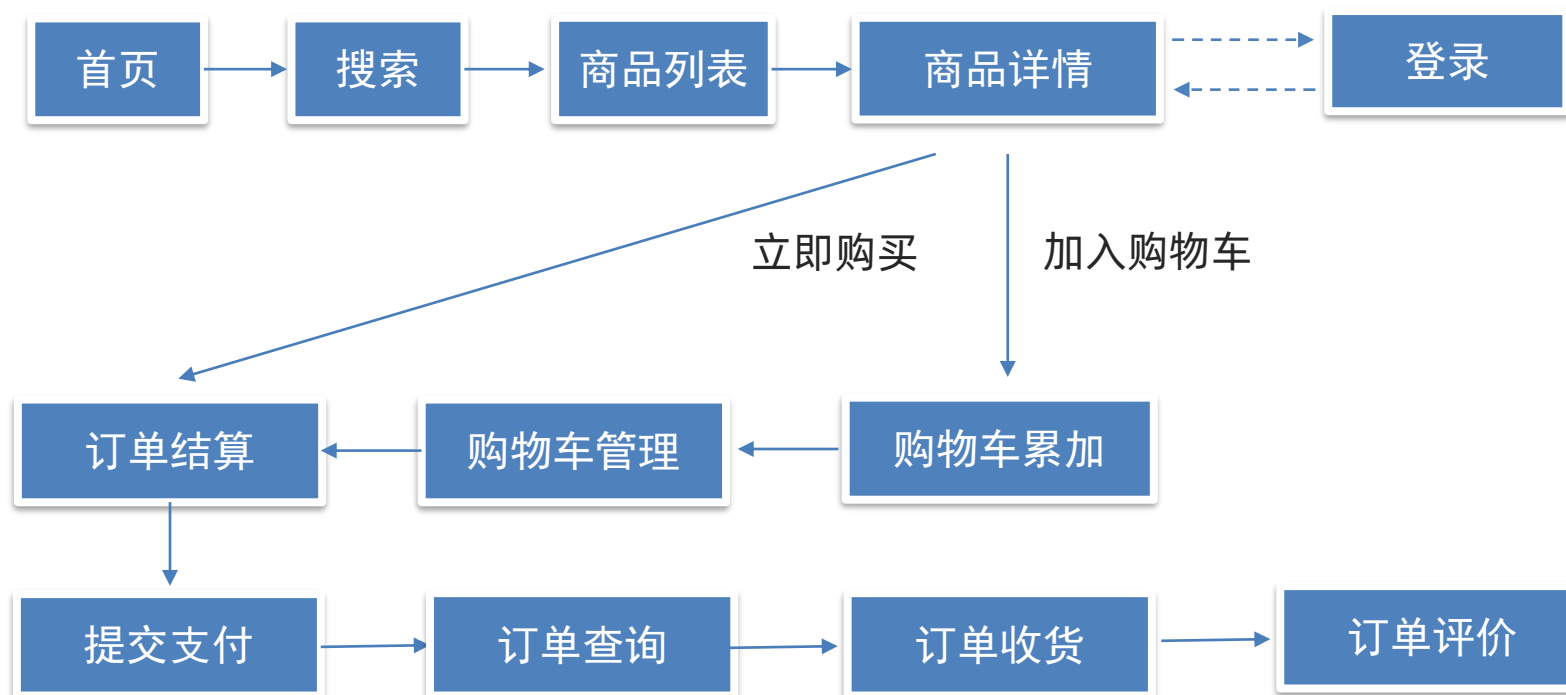 首页
搜索
商品列表
商品详情
登录
立即购买
加入购物车
订单结算
购物车管理
购物车累加
提交支付
订单查询
订单收货
订单评价